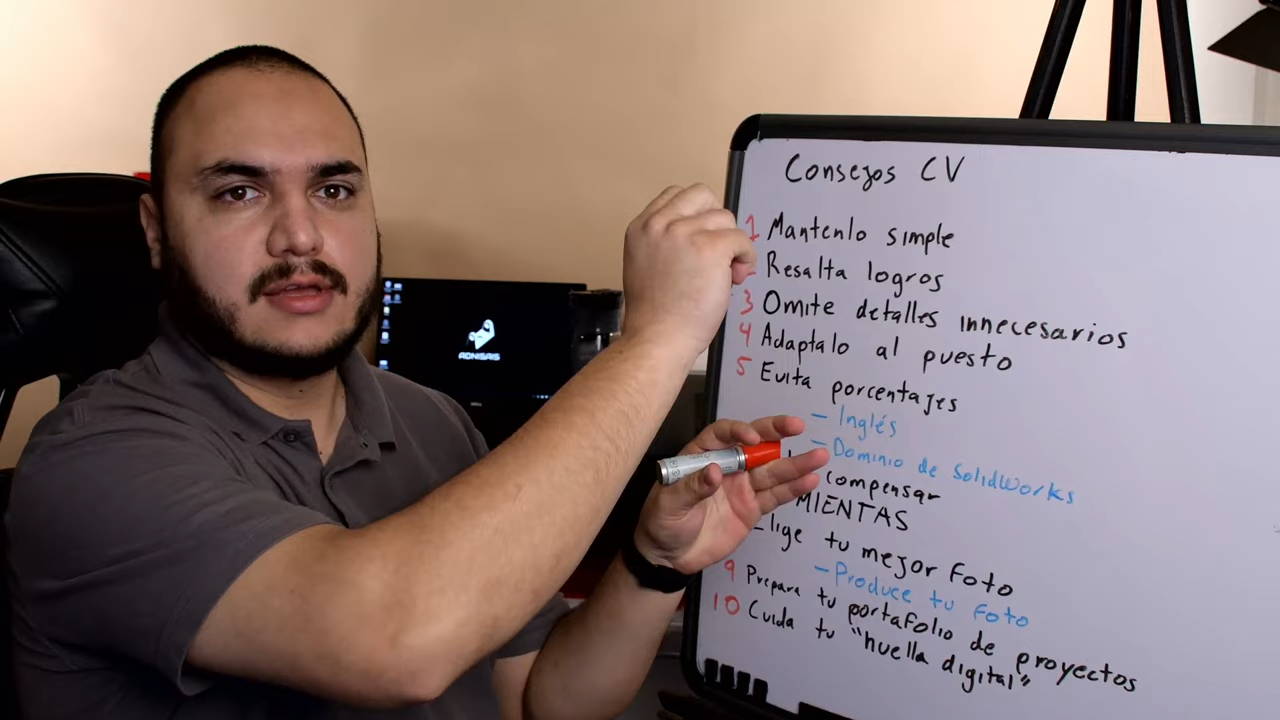 Consejos CV
1 Mantenlo simple
Resalta logros
3 Omite detalles innecesarios
4 Adaptalo al puesto
5 Evita porcentajes
- Inglés
- Dominio de SolidWorks
compensar
MIENTAS
Elige tu mejor foto
- Produce tu foto
9 Prepara tu portafolio de proyectos
10 Cuida tu "huella digital"
ADNISAIS